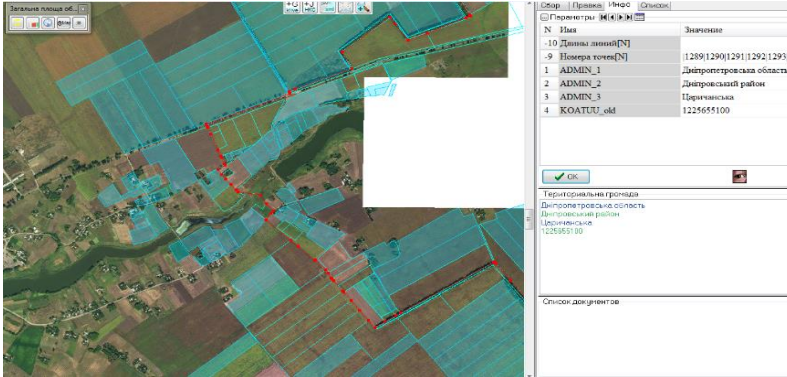 Загальна площа об...
Сбор Правка Инфо Список
Параметры
N Имя Значение
-10 Длины линий[N]
-9 Номера точек[N] |1289|1290|1291|1292|1293
1 ADMIN_1 Дніпропетровська область
2 ADMIN_2 Дніпровський район
3 ADMIN_3 Царичанська
4 KOATUU_old 1225655100
OK
Територіальна громада
Дніпропетровська область
Дніпровський район
Царичанська
1225655100
Список документов